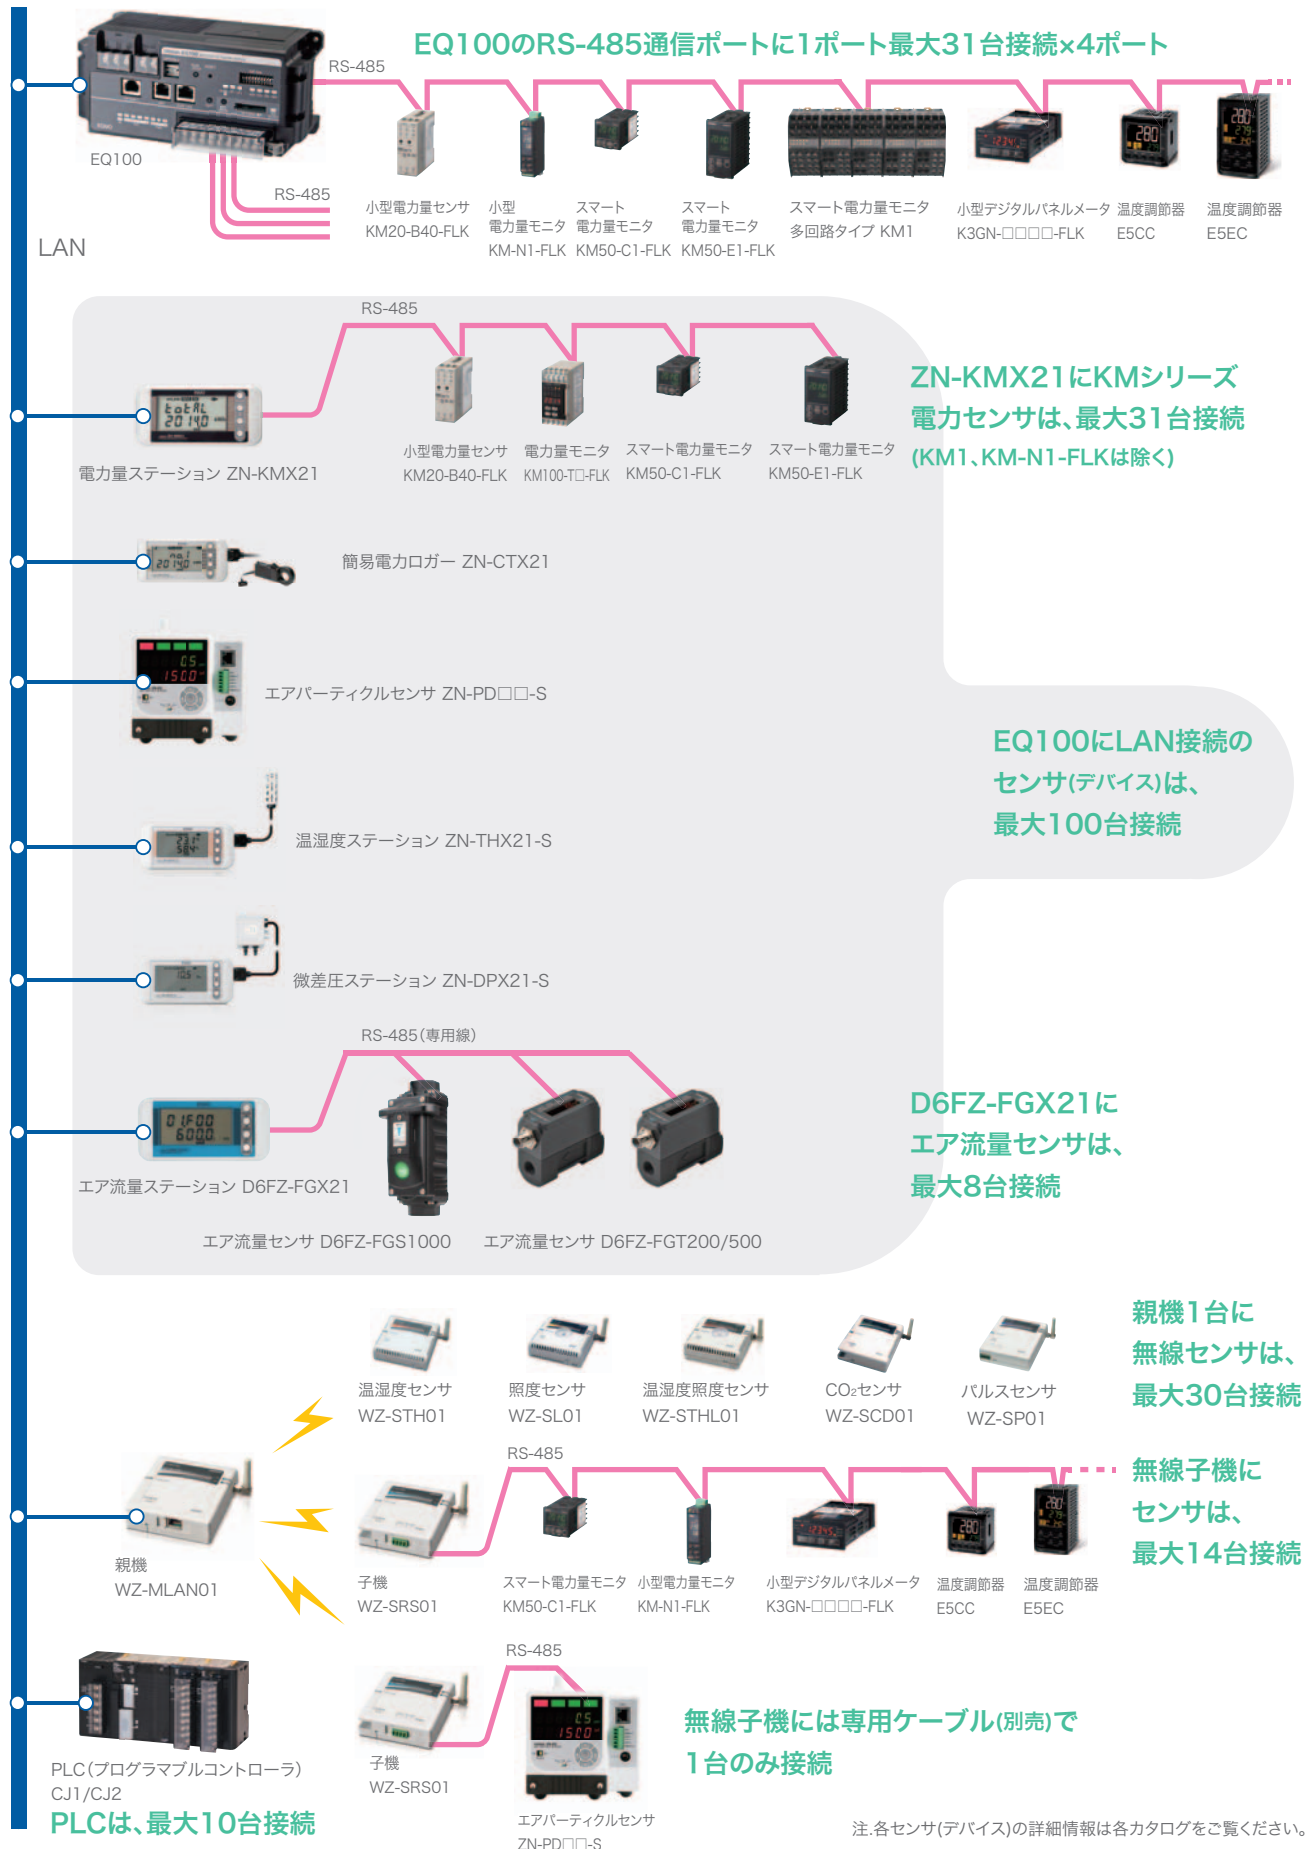 EQ100のRS-485通信ポートに1ポート最大31台接続×4ポート
RS-485
EQ100
RS-485
小型電力量センサ
KM20-B40-FLK
小型
電力量モニタ
KM-N1-FLK
スマート
電力量モニタ
KM50-C1-FLK
スマート
電力量モニタ
KM50-E1-FLK
スマート電力量モニタ
多回路タイプ KM1
小型デジタルパネルメータ
K3GN-□□□□-FLK
温度調節器
E5CC
温度調節器
E5EC
LAN
RS-485
電力量ステーション ZN-KMX21
小型電力量センサ
KM20-B40-FLK
電力量モニタ
KM100-T□-FLK
スマート電力量モニタ
KM50-C1-FLK
スマート電力量モニタ
KM50-E1-FLK
ZN-KMX21にKMシリーズ
電力センサは、最大31台接続
(KM1、KM-N1-FLKは除く)
簡易電力ロガー ZN-CTX21
エアパーティクルセンサ ZN-PD□□-S
EQ100にLAN接続の
センサ(デバイス)は、
最大100台接続
温湿度ステーション ZN-THX21-S
微差圧ステーション ZN-DPX21-S
RS-485(専用線)
エア流量ステーション D6FZ-FGX21
エア流量センサ D6FZ-FGS1000
エア流量センサ D6FZ-FGT200/500
D6FZ-FGX21に
エア流量センサは、
最大8台接続
温湿度センサ
WZ-STH01
照度センサ
WZ-SL01
温湿度照度センサ
WZ-STHL01
CO₂センサ
WZ-SCD01
パルスセンサ
WZ-SP01
親機1台に
無線センサは、
最大30台接続
RS-485
親機
WZ-MLAN01
子機
WZ-SRS01
スマート電力量モニタ
KM50-C1-FLK
小型電力量モニタ
KM-N1-FLK
小型デジタルパネルメータ
K3GN-□□□□-FLK
温度調節器
E5CC
温度調節器
E5EC
無線子機に
センサは、
最大14台接続
RS-485
PLC(プログラマブルコントローラ)
CJ1/CJ2
PLCは、最大10台接続
子機
WZ-SRS01
エアパーティクルセンサ
ZN-PD□□-S
無線子機には専用ケーブル(別売)で
1台のみ接続
注.各センサ(デバイス)の詳細情報は各カタログをご覧ください。